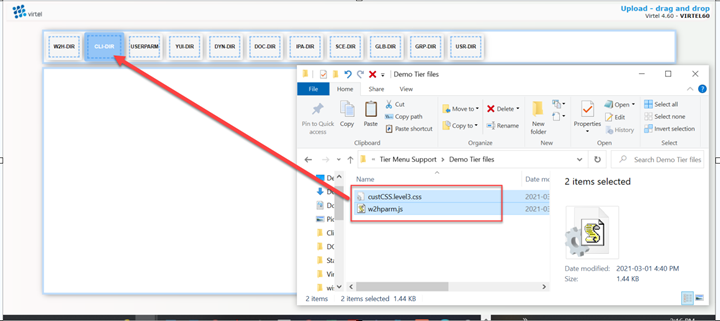 virtel
Upload - drag and drop
Virtel 4.60 - VIRTEL60
W2H-DIR CLI-DIR USERPARM YUI-DIR DYN-DIR DOC-DIR IPA-DIR SCE-DIR GLB-DIR GRP-DIR USR-DIR
Demo Tier files
File Home Share View
Pin to Quick access
Copy
Paste
Cut
Copy path
Paste shortcut
Clipboard
Move to
Copy to
Delete
Rename
Organize
New folder
New
Properties
Open
Edit
History
Open
Select all
Select none
Invert selection
Select
Tier Menu Support Demo Tier files
Search Demo Tier files
Name
Date mod
custCSS.level3.css 2021-03-0
w2hparm.js 2021-03-0
De
Do
Do
Pic
Cli
DO
Sta
Vir
wi
2 items selected
Date modified: 2021-03-01 4:40 PM
Size: 1.44 KB
2 items 2 items selected 1.44 KB